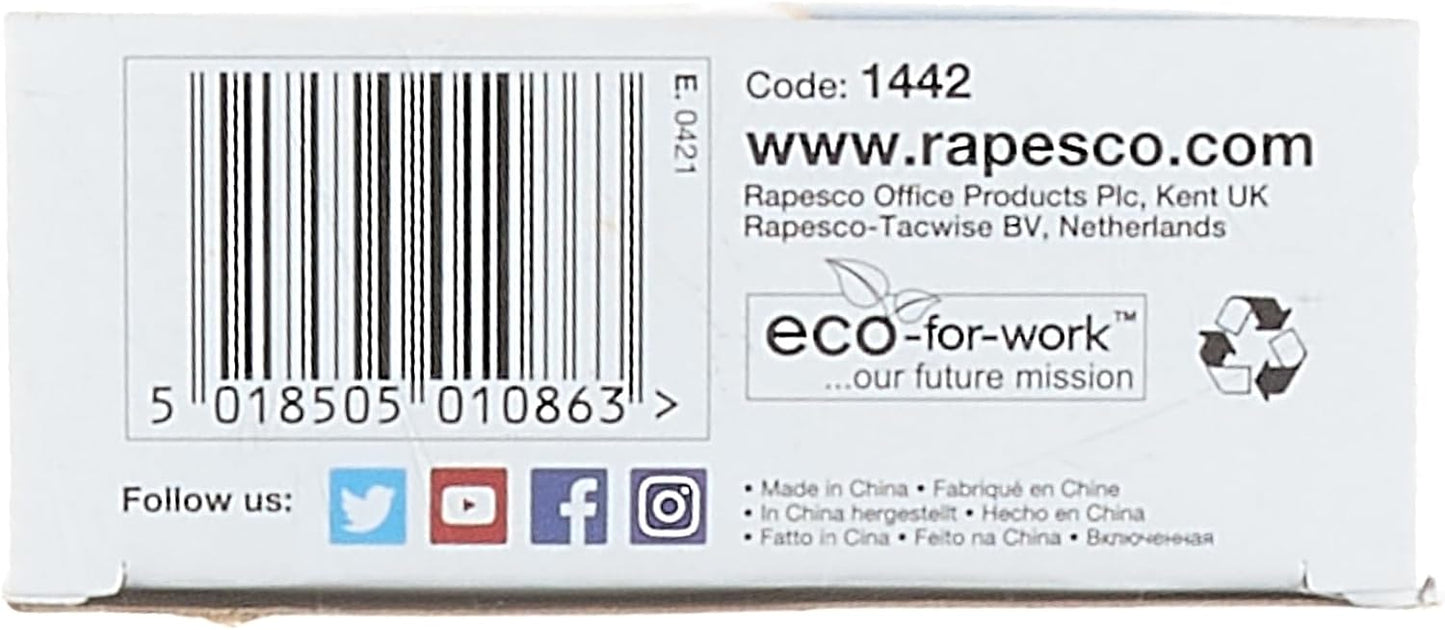 E. 0421
5 018505 010863 >
Code: 1442
www.rapesco.com
Rapesco Office Products Plc, Kent UK
Rapesco-Tacwise BV, Netherlands
eco-for-work™
...our future mission
Follow us:
• Made in China • Fabriqué en Chine
• In China hergestellt • Hecho en China
• Fatto in Cina • Feito na China • Включенная